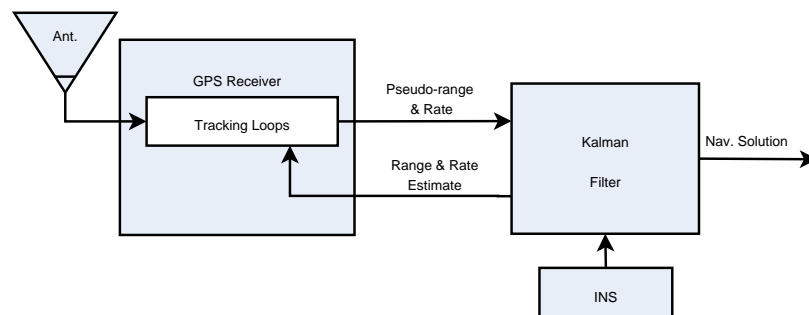 Ant.
GPS Receiver
Tracking Loops
Pseudo-range
& Rate
Range & Rate
Estimate
Kalman
Filter
Nav. Solution
INS